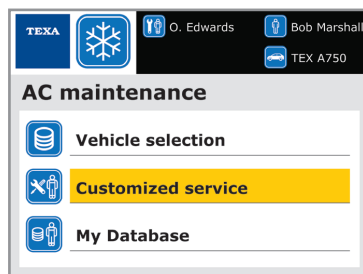 TEXA
O. Edwards
Bob Marshall
TEX A750
AC maintenance
Vehicle selection
Customized service
My Database